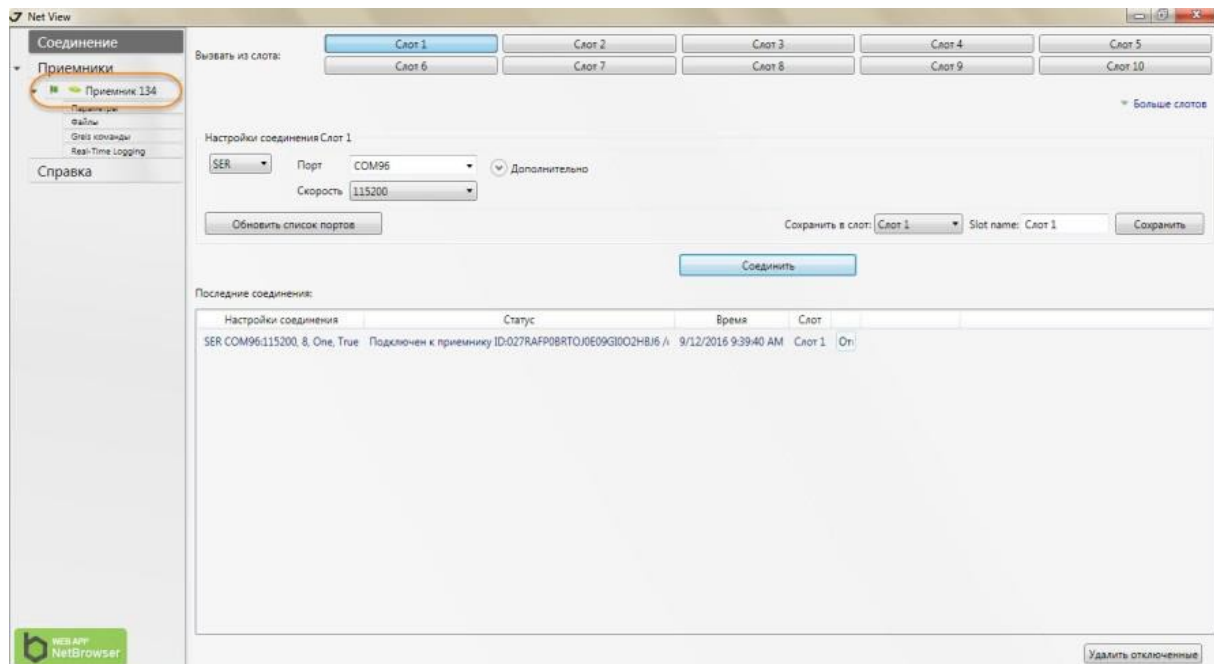 Net View
Соединение
Приемники
Приемник 134
Параметры
Файлы
Greis команды
Real-Time Logging
Справка
Вызвать из слота:
Слот 1 Слот 2 Слот 3 Слот 4 Слот 5
Слот 6 Слот 7 Слот 8 Слот 9 Слот 10
Больше слотов
Настройки соединения Слот 1
SER Порт COM96 Дополнительно
Скорость 115200
Обновить список портов Сохранить в слот: Слот 1 Slot name: Слот 1 Сохранить
Соединить
Последние соединения:
Настройки соединения Статус Время Слот
SER COM96:115200, 8, One, True Подключен к приемнику 9/12/2016 9:39:40 AM Слот 1 От
WEB APP
NetBrowser
Удалить отключенные